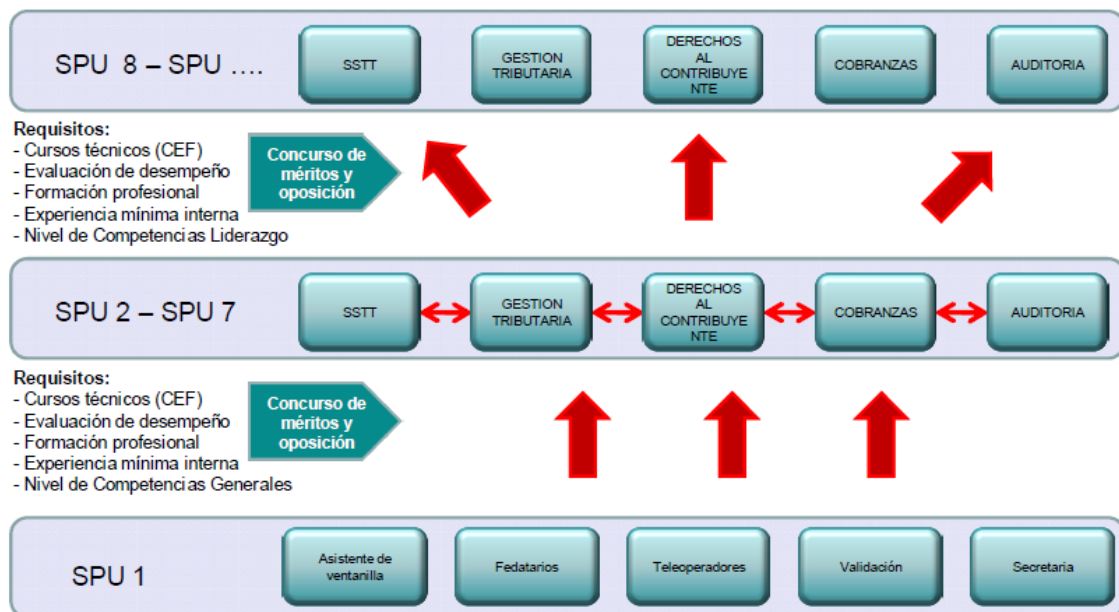 SPU 8 – SPU ….
SSTT
GESTION
TRIBUTARIA
DERECHOS
AL
CONTRIBUYE
NTE
COBRANZAS
AUDITORIA
Requisitos:
- Cursos técnicos (CEF)
- Evaluación de desempeño
- Formación profesional
- Experiencia mínima interna
- Nivel de Competencias Liderazgo
Concurso de
méritos y
oposición
SPU 2 – SPU 7
SSTT
GESTION
TRIBUTARIA
DERECHOS
AL
CONTRIBUYE
NTE
COBRANZAS
AUDITORIA
Requisitos:
- Cursos técnicos (CEF)
- Evaluación de desempeño
- Formación profesional
- Experiencia mínima interna
- Nivel de Competencias Generales
Concurso de
méritos y
oposición
SPU 1
Asistente de
ventanilla
Fedatarios
Teleoperadores
Validación
Secretaria